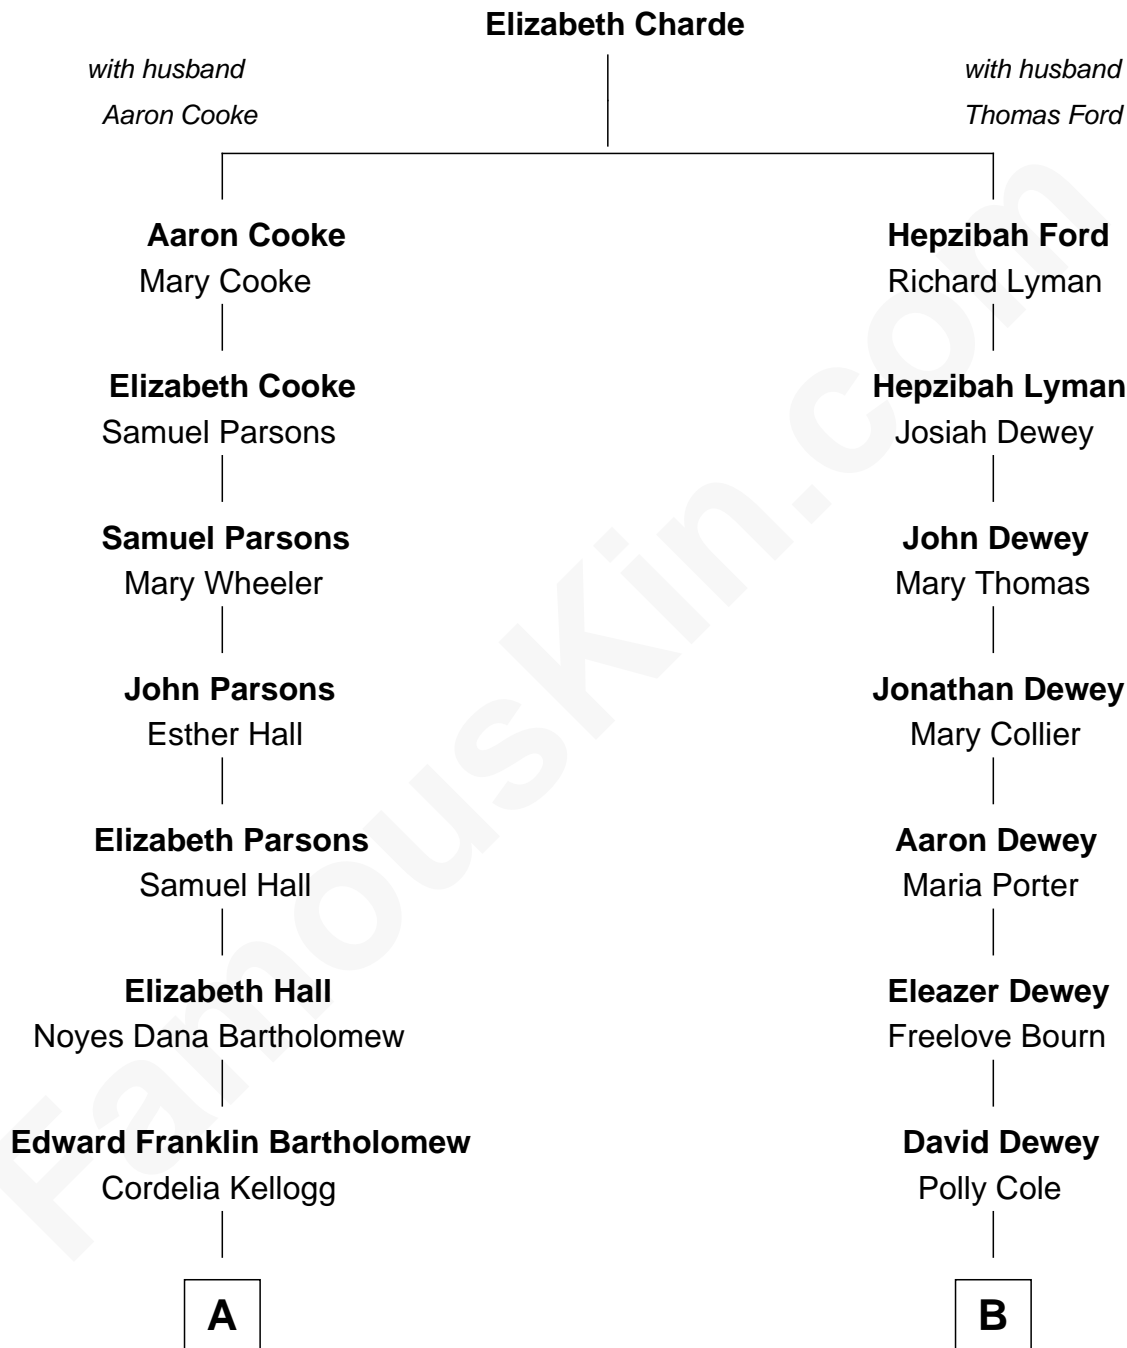 Elizabeth Charde
with husband
Aaron Cooke
with husband
Thomas Ford
Aaron Cooke
Mary Cooke
Hepzibah Ford
Richard Lyman
Elizabeth Cooke
Samuel Parsons
Hepzibah Lyman
Josiah Dewey
Samuel Parsons
Mary Wheeler
John Dewey
Mary Thomas
John Parsons
Esther Hall
Jonathan Dewey
Mary Collier
Elizabeth Parsons
Samuel Hall
Aaron Dewey
Maria Porter
Elizabeth Hall
Noyes Dana Bartholomew
Eleazer Dewey
Freelove Bourn
Edward Franklin Bartholomew
Cordelia Kellogg
David Dewey
Polly Cole
A
B
FamousKin.com